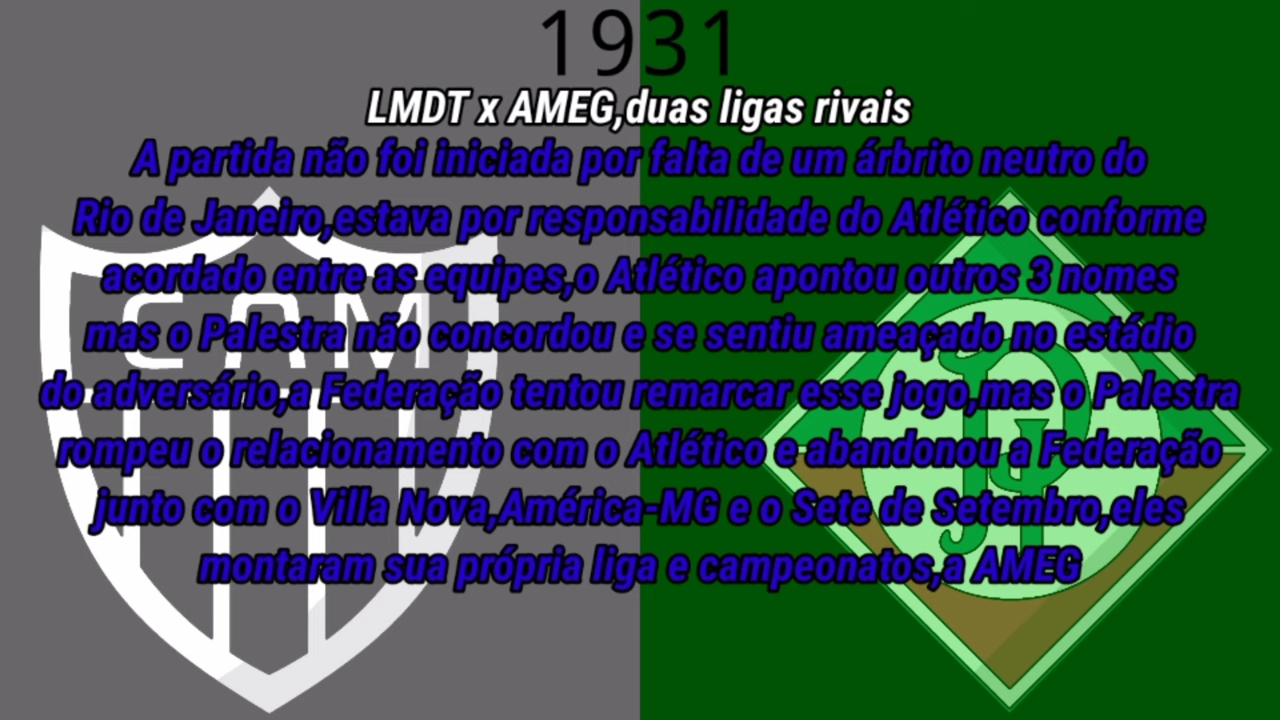 1931
LMDT x AMEG,duas ligas rivais
A partida não foi iniciada por falta de um árbrito neutro do
Rio de Janeiro,estava por responsabilidade do Atlético conforme
acordado entre as equipes,o Atlético apontou outros 3 nomes
mas o Palestra não concordou e se sentiu ameaçado no estádio
do adversário,a Federação tentou remarcar esse jogo,mas o Palestra
rompeu o relacionamento com o Atlético e abandonou a Federação
junto com o Villa Nova,América-MG e o Sete de Setembro,eles
montaram sua própria liga e campeonatos,a AMEG
CAM